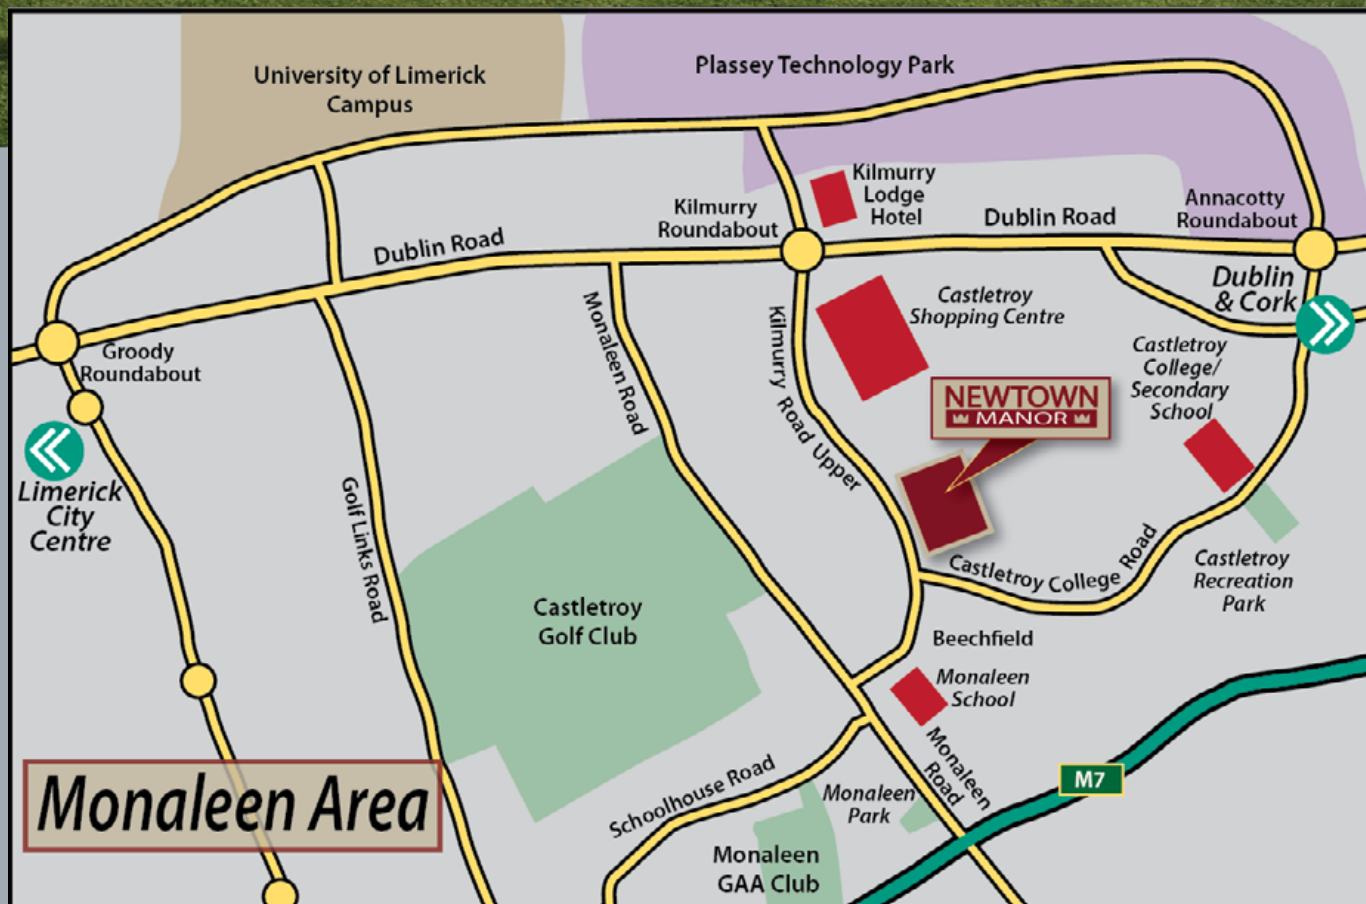 University of Limerick
Campus
Plassey Technology Park
Kilmurry
Lodge
Hotel
Kilmurry
Roundabout
Dublin Road
Annacotty
Roundabout
Dublin Road
Dublin
& Cork
Castletroy
Shopping Centre
Groody
Roundabout
Monaleen Road
Kilmurry Road Upper
Castletroy
College/
Secondary
School
NEWTOWN
MANOR
Limerick
City
Centre
Golf Links Road
Castletroy College Road
Castletroy
Recreation
Park
Castletroy
Golf Club
Beechfield
Monaleen
School
Monaleen
Road
M7
Schoolhouse Road
Monaleen
Park
Monaleen Area
Monaleen
GAA Club